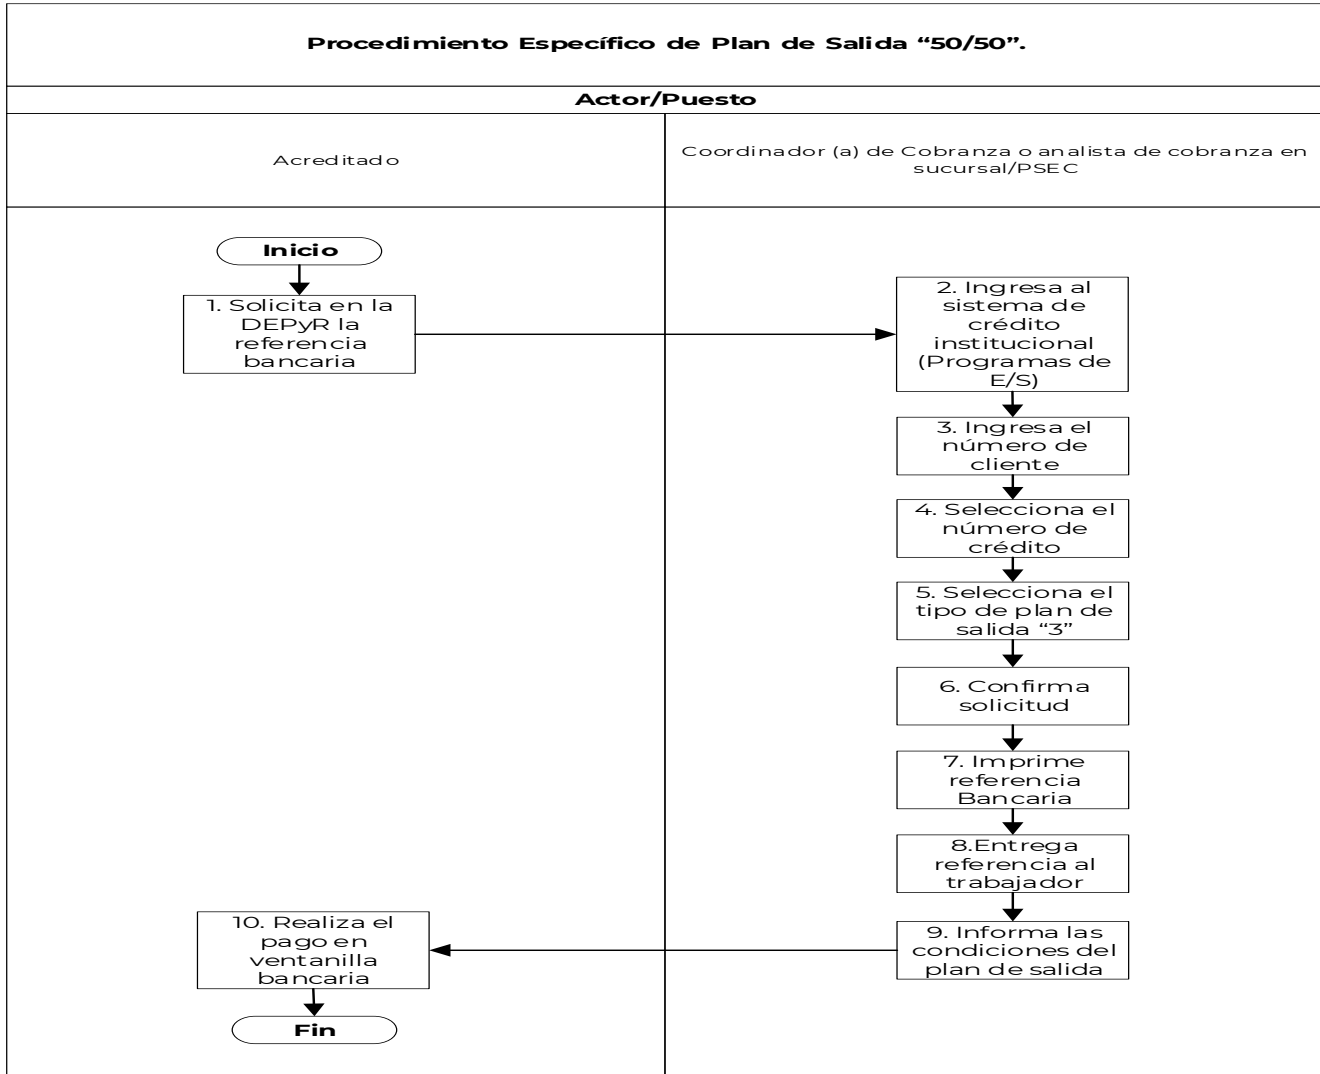 Procedimiento Específico de Plan de Salida “50/50”.
Actor/Puesto
Acreditado
Coordinador (a) de Cobranza o analista de cobranza en
sucursal/PSEC
Inicio
1. Solicita en la
DEPyR la
referencia
bancaria
2. Ingresa al
sistema de
crédito
institucional
(Programas de
E/S)
3. Ingresa el
número de
cliente
4. Selecciona el
número de
crédito
5. Selecciona el
tipo de plan de
salida “3”
6. Confirma
solicitud
7. Imprime
referencia
Bancaria
8.Entrega
referencia al
trabajador
9. Informa las
condiciones del
plan de salida
10. Realiza el
pago en
ventanilla
bancaria
Fin